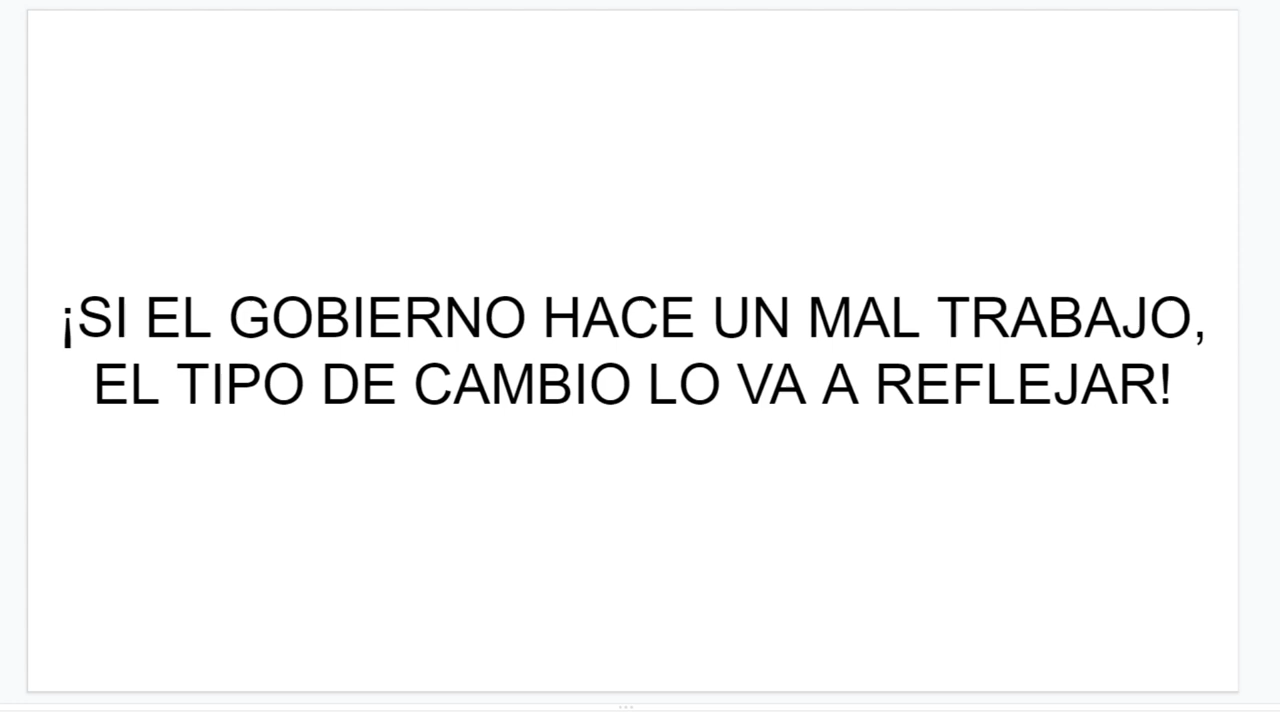 ¡SI EL GOBIERNO HACE UN MAL TRABAJO,
EL TIPO DE CAMBIO LO VA A REFLEJAR!